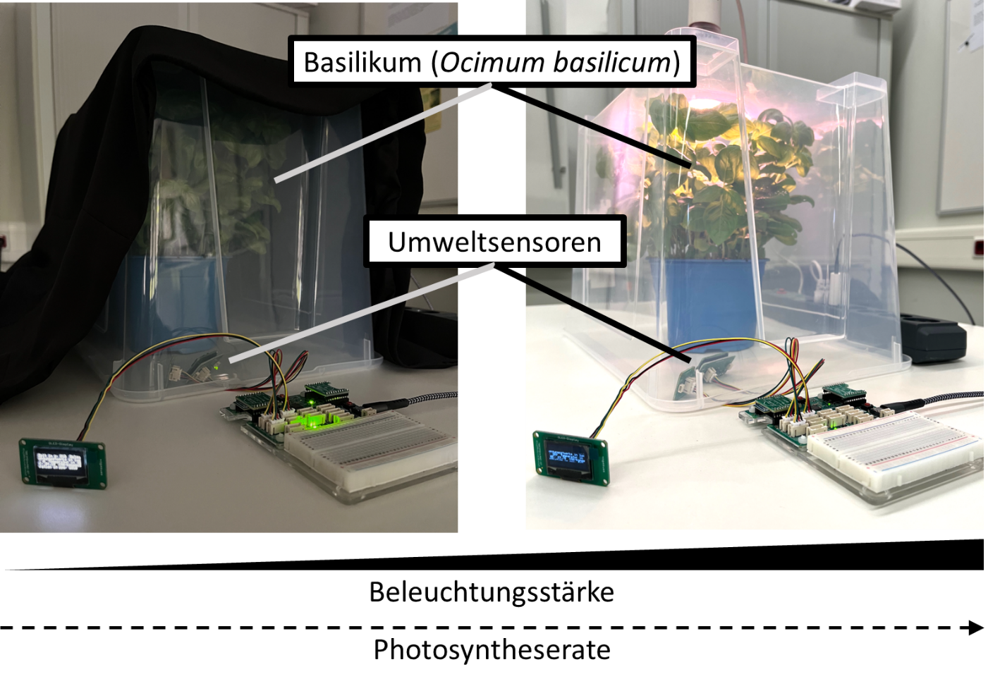 Basilikum (Ocimum basilicum)
Umweltsensoren
Beleuchtungsstärke
Photosyntheserate